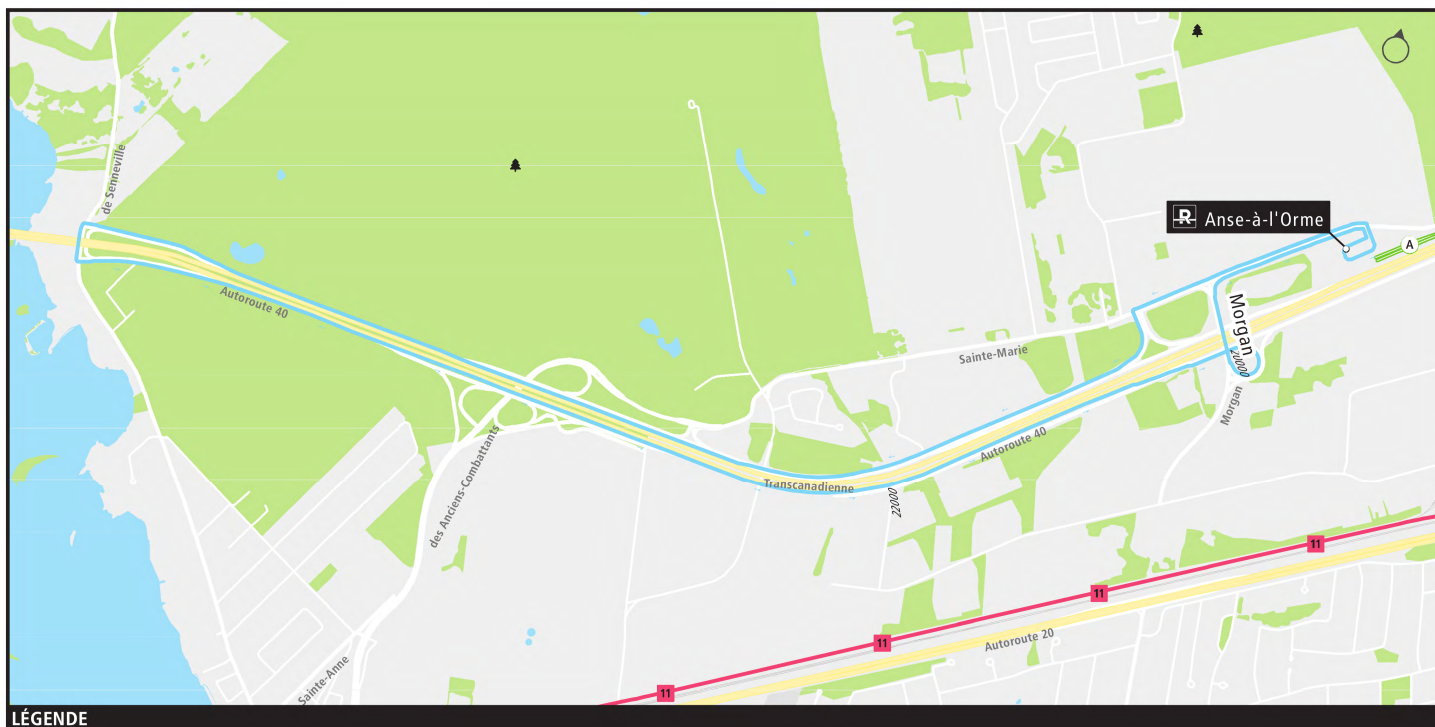 de Senneville
R Anse-à-l'Orme
A
Autoroute 40
Morgan
20000
Sainte-Marie
Morgan
Autoroute 40
des Anciens-Combattants
Transcanadienne
22000
11
11
11
11
Autoroute 20
Sainte-Anne
LÉGENDE